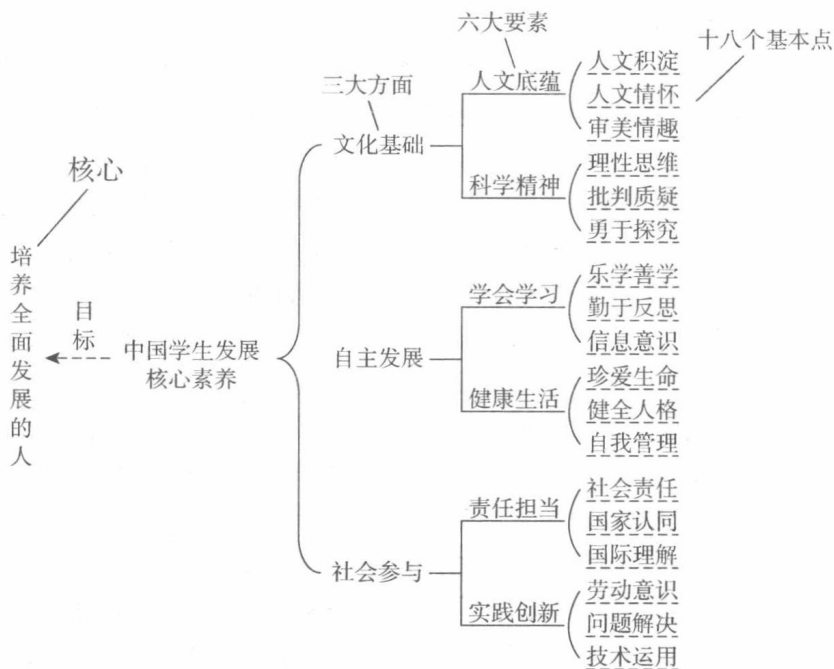 六大要素
十八个基本点
三大方面
人文底蕴
人文积淀
人文情怀
审美情趣
文化基础
核心
科学精神
理性思维
批判质疑
勇于探究
培养全面发展的人
目标
中国学生发展
核心素养
自主发展
学会学习
乐学善学
勤于反思
信息意识
健康生活
珍爱生命
健全人格
自我管理
社会参与
责任担当
社会责任
国家认同
国际理解
实践创新
劳动意识
问题解决
技术运用